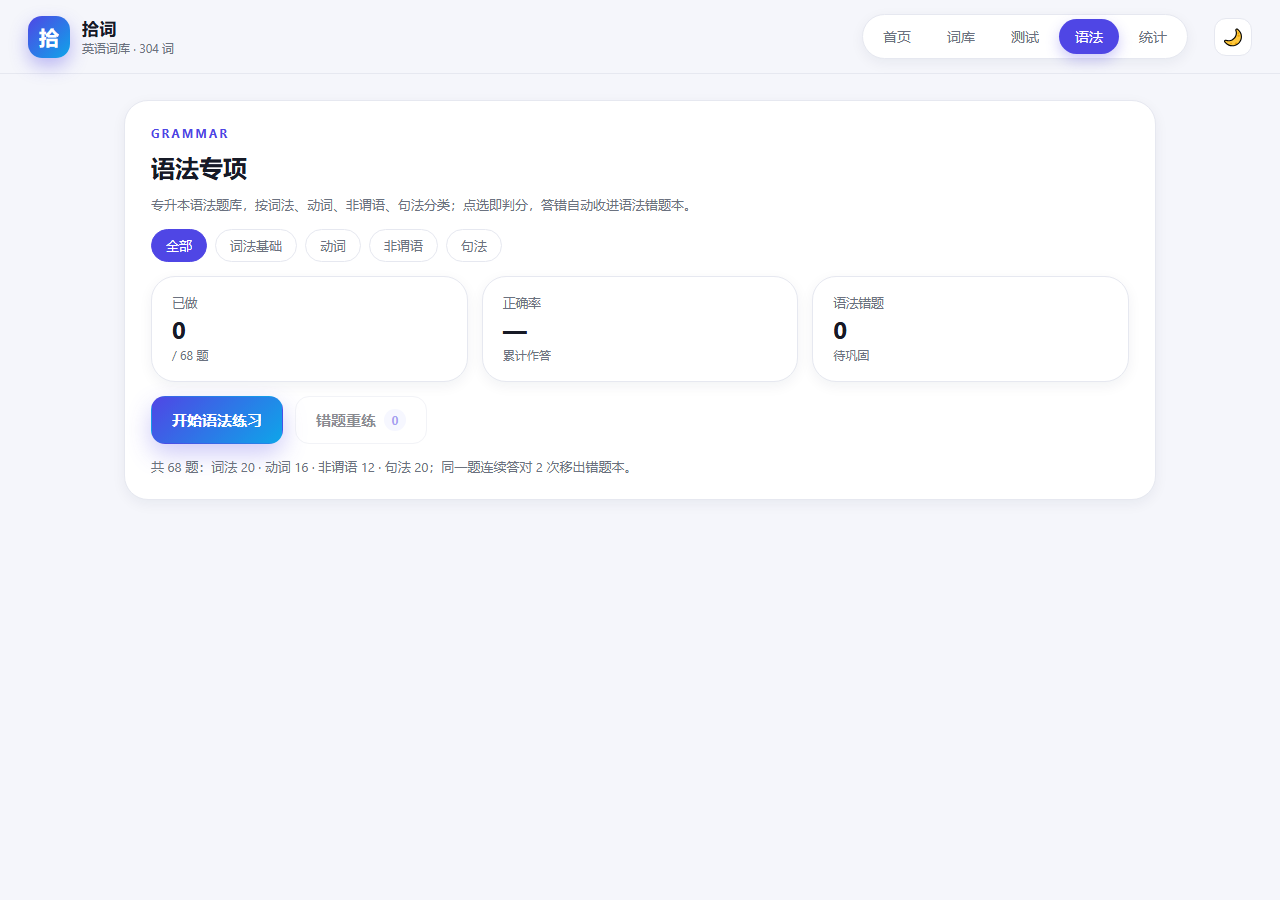 拾
拾词
英语词库 · 304 词
首页
词库
测试
语法
统计
GRAMMAR
语法专项
专升本语法题库，按词法、动词、非谓语、句法分类；点选即判分，答错自动收进语法错题本。
全部
词法基础
动词
非谓语
句法
已做
0
/ 68 题
正确率
—
累计作答
语法错题
0
待巩固
开始语法练习
错题重练 0
共 68 题：词法 20 · 动词 16 · 非谓语 12 · 句法 20；同一题连续答对 2 次移出错题本。